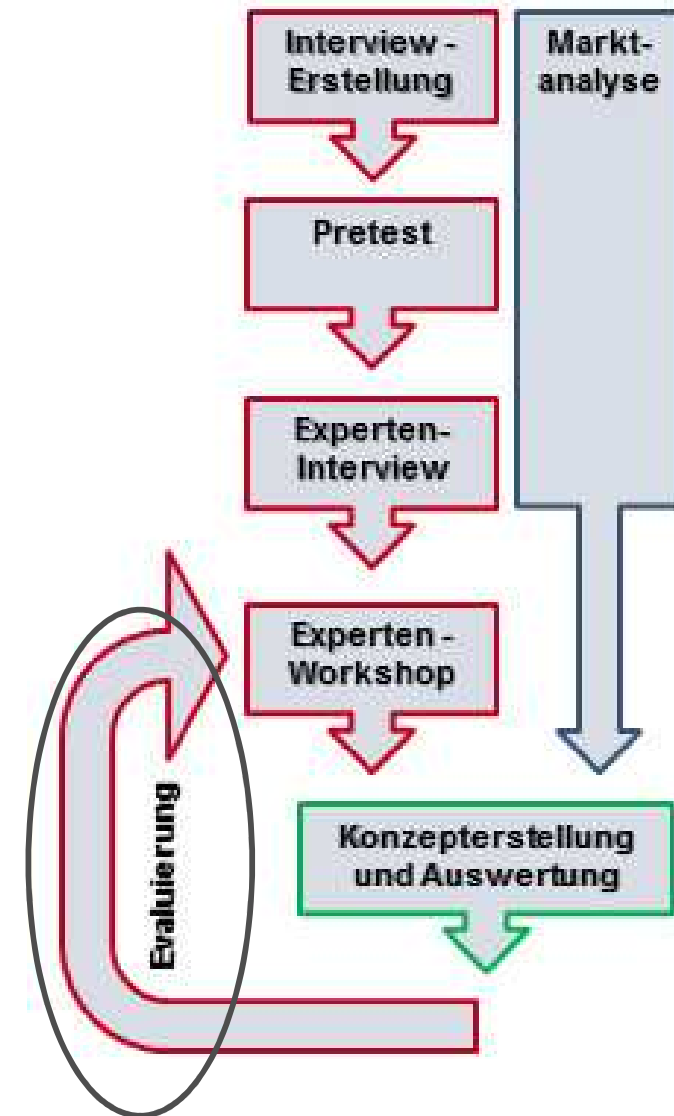 Interview -
Erstellung
Markt-
analyse
Pretest
Experten-
Interview
Experten -
Workshop
Evaluierung
Konzepterstellung
und Auswertung